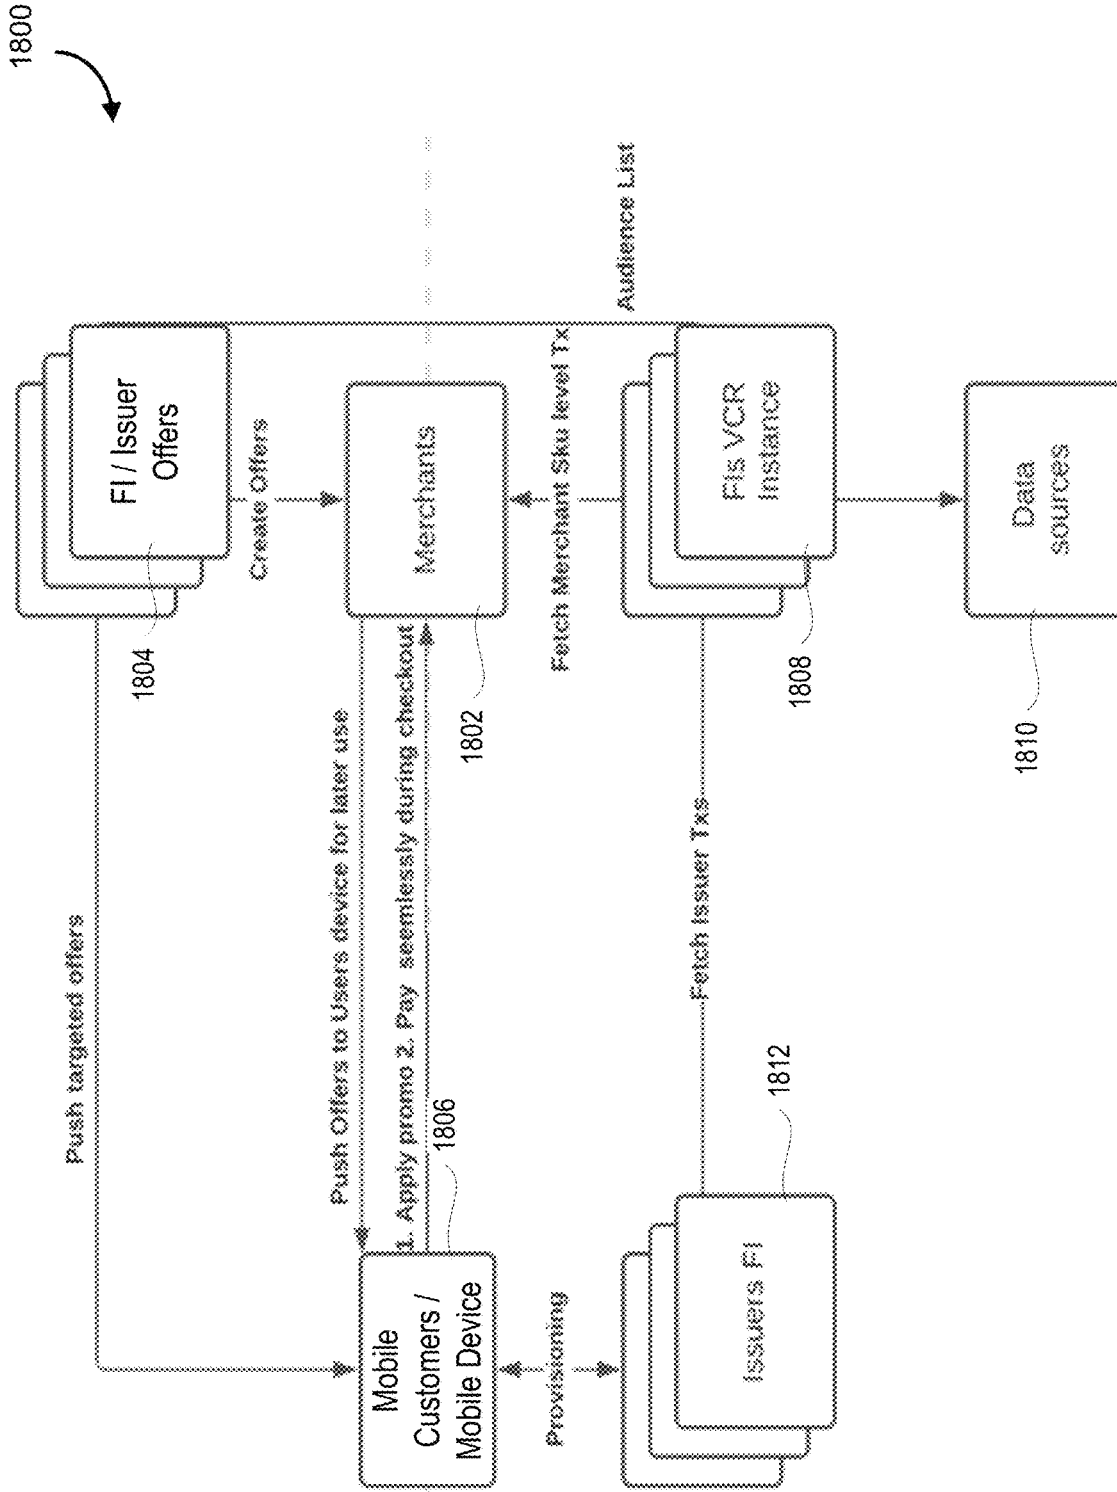 1800
Push targeted offers
FI / Issuer
Offers
1804
Create Offers
Push Offers to Users device for later use
1. Apply promo 2. Pay seemlessly during checkout
Mobile
Customers /
Mobile Device
1806
Merchants
1802
Provisioning
Fetch Merchant Sku level Tx
Audience List
Issuers FI
1812
Fetch Issuer Txs
FIs VCR
Instance
1808
Data
sources
1810